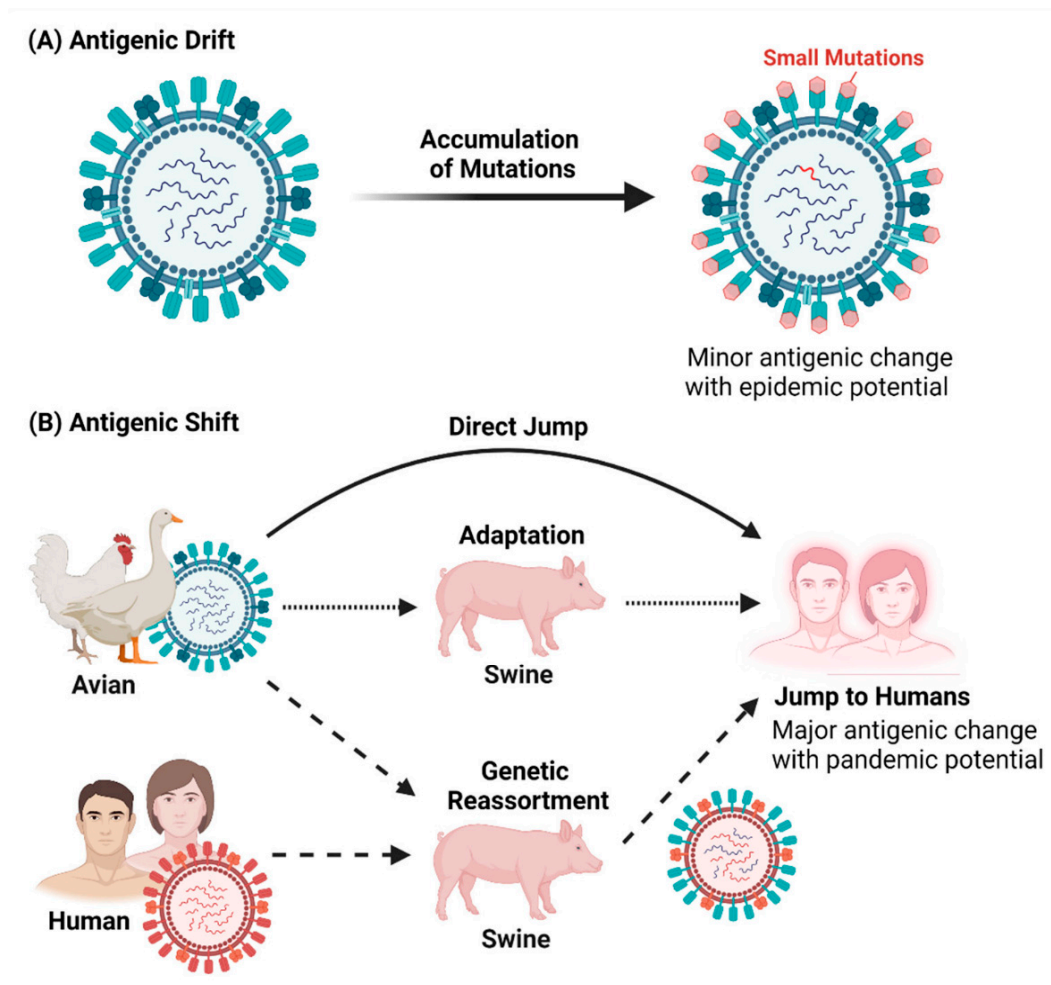 (A) Antigenic Drift
Small Mutations
Accumulation
of Mutations
Minor antigenic change
with epidemic potential
(B) Antigenic Shift
Direct Jump
Adaptation
Avian
Swine
Jump to Humans
Major antigenic change
with pandemic potential
Genetic
Reassortment
Human
Swine